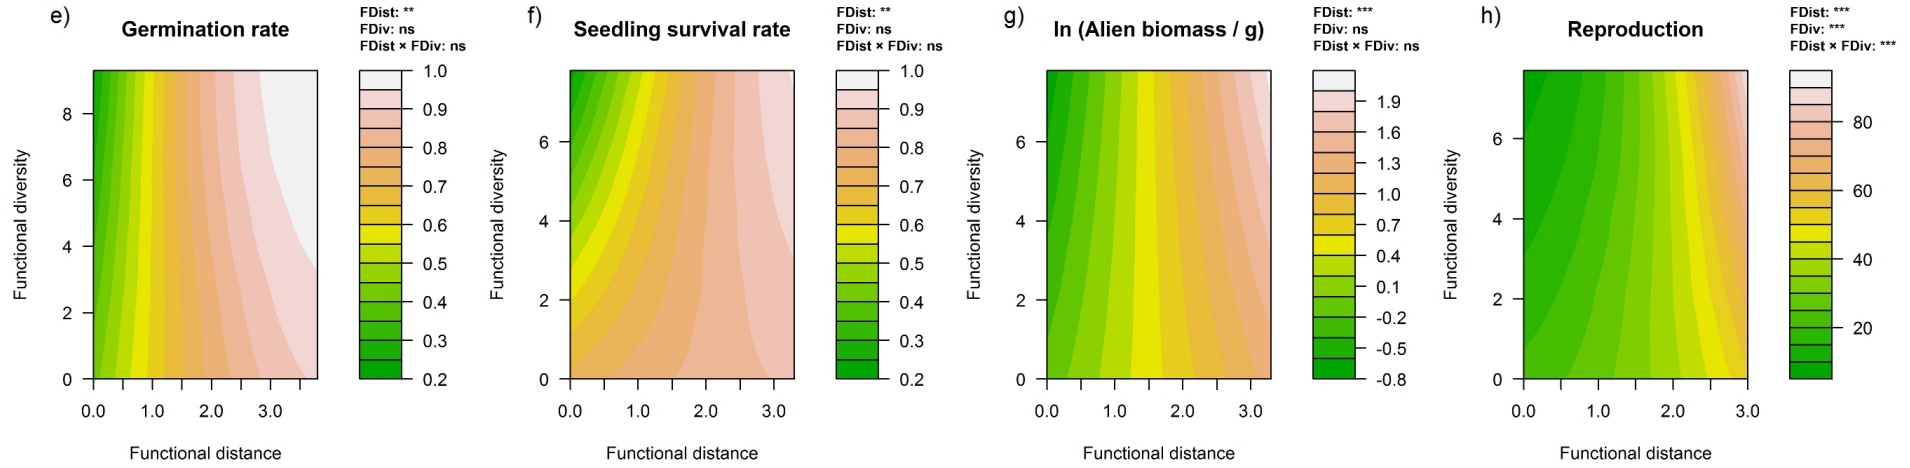 e)
Germination rate
FDist: **
FDiv: ns
FDist × FDiv: ns
Functional diversity
8
6
4
2
0
0.0 1.0 2.0 3.0
Functional distance
1.0
0.9
0.8
0.7
0.6
0.5
0.4
0.3
0.2
f)
Seedling survival rate
FDist: **
FDiv: ns
FDist × FDiv: ns
Functional diversity
6
4
2
0
0.0 1.0 2.0 3.0
Functional distance
1.0
0.9
0.8
0.7
0.6
0.5
0.4
0.3
0.2
g)
ln (Alien biomass / g)
FDist: ***
FDiv: ns
FDist × FDiv: ns
Functional diversity
6
4
2
0
0.0 1.0 2.0 3.0
Functional distance
1.9
1.6
1.3
1.0
0.7
0.4
0.1
-0.2
-0.5
-0.8
h)
Reproduction
FDist: ***
FDiv: ***
FDist × FDiv: ***
Functional diversity
6
4
2
0
0.0 1.0 2.0 3.0
Functional distance
80
60
40
20